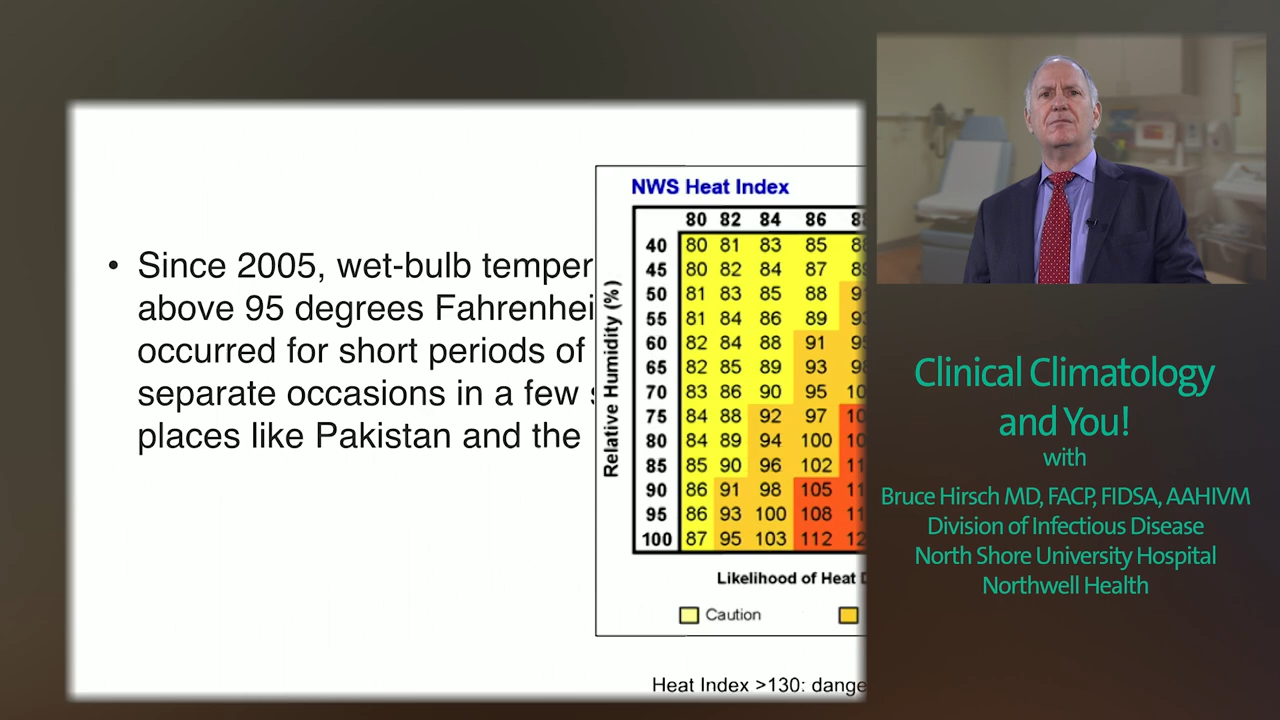 • Since 2005, wet-bulb
above 95 degrees
occurred for short periods of
separate occasions in a few
places like Pakistan and the
NWS Heat Index
80 82 84 86
Relative Humidity (%)
40 80 81 83 85
45 80 82 84 87
50 81 83 85 88
55 81 84 86 89
60 82 84 88 91
65 82 85 89 93
70 83 86 90 95
75 84 88 92 97
80 84 89 94 100
85 85 90 96 102
90 86 91 98 105
95 86 93 100 108
100 87 95 103 112
Likelihood of Heat
Caution
Heat Index >130:
Clinical Climatology
and You!
with
Bruce Hirsch MD, FACP, FIDSA, AAHIVM
Division of Infectious Disease
North Shore University Hospital
Northwell Health